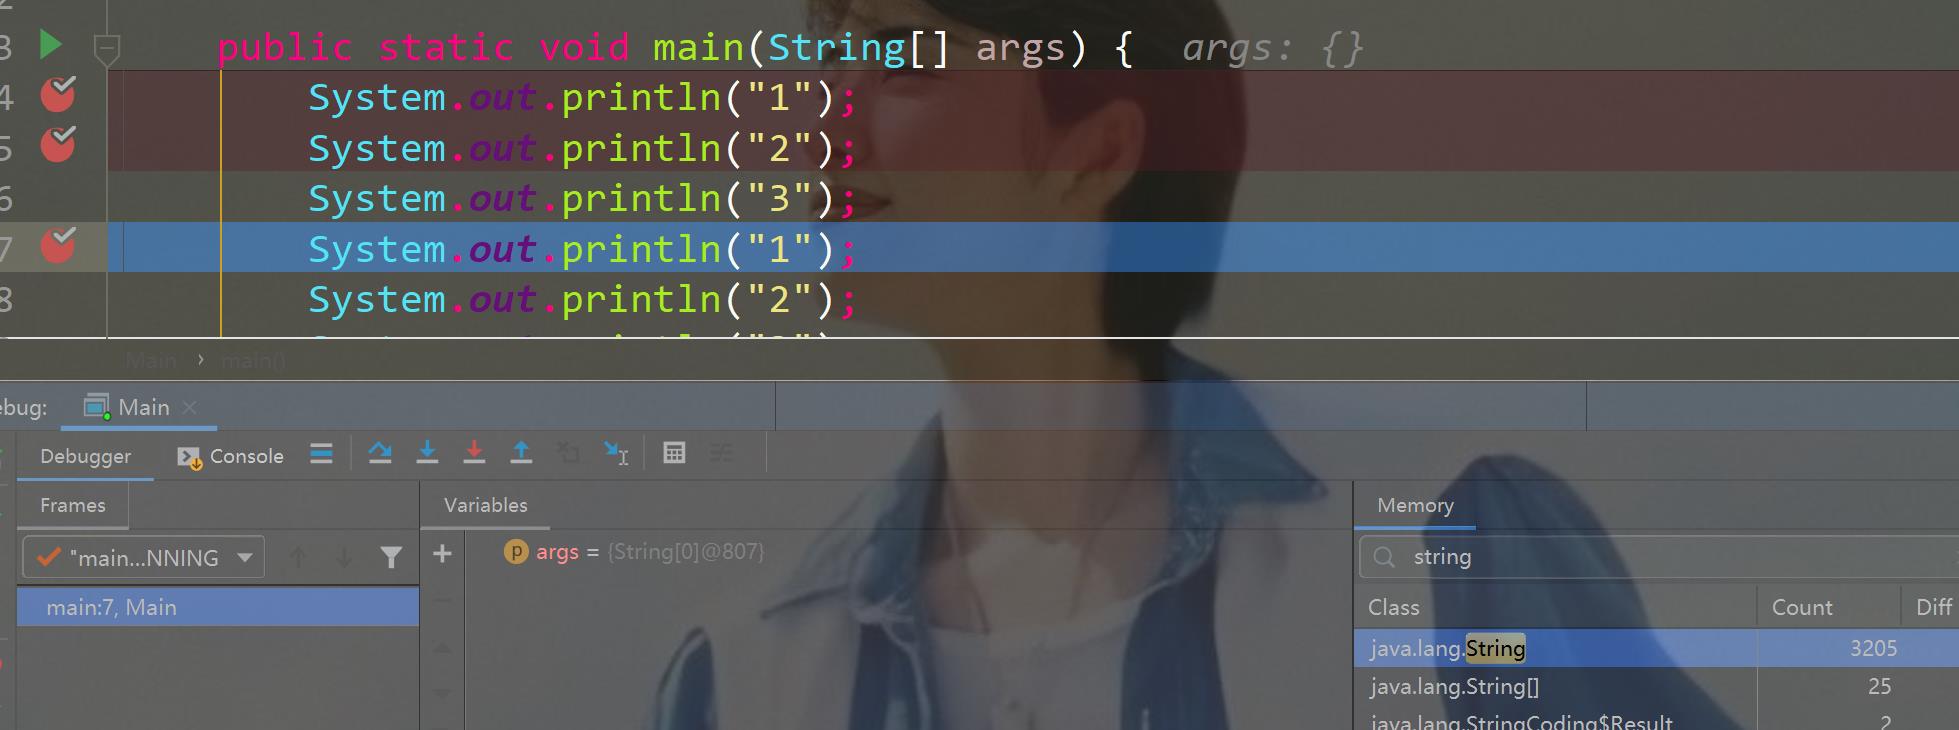 3 public static void main(String[] args) { args: {}
4 System.out.println("1");
5 System.out.println("2");
6 System.out.println("3");
7 System.out.println("1");
8 System.out.println("2");
Main › main()
ebug: Main
Debugger Console
Frames Variables Memory
"main...NNING args = {String[0]@807} string
main:7, Main Class Count Diff
java.lang.String 3205
java.lang.String[] 25
java.lang.StringCoding$Result 2